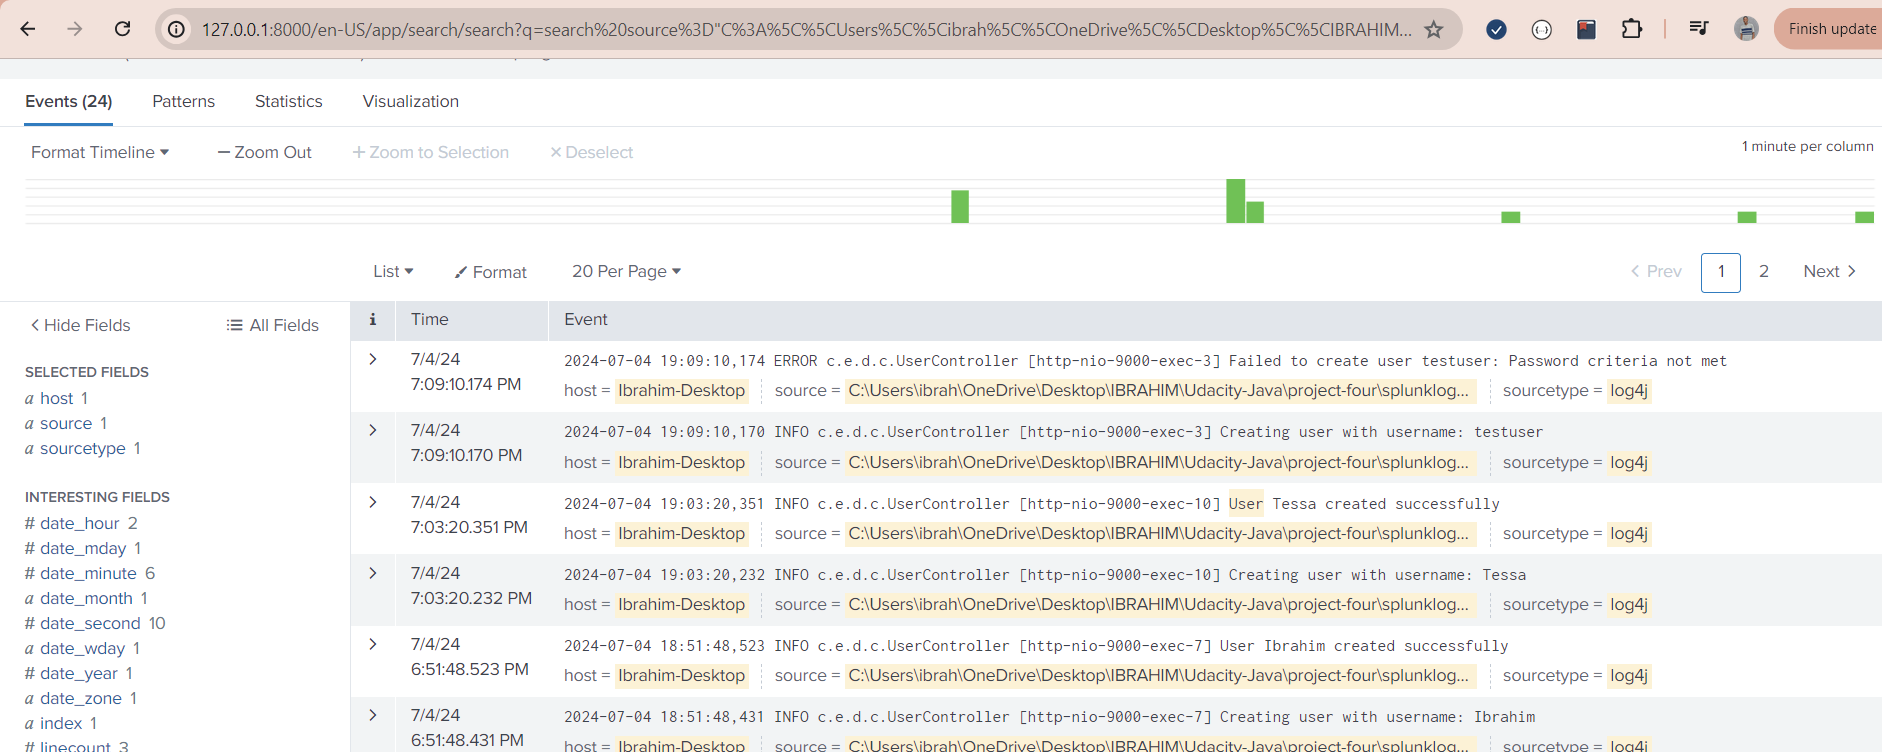 127.0.0.1:8000/en-US/app/search/search?q=search%20source%3D"C%3A%5C%5CUsers%5C%5Cibrah%5C%5COneDrive%5C%5CDesktop%5C%5CIBRAHIM...
Finish update
Events (24) Patterns Statistics Visualization
Format Timeline — Zoom Out + Zoom to Selection × Deselect
1 minute per column
List Format 20 Per Page
< Prev 1 2 Next >
< Hide Fields All Fields
SELECTED FIELDS
a host 1
a source 1
a sourcetype 1
INTERESTING FIELDS
# date_hour 2
# date_mday 1
# date_minute 6
a date_month 1
# date_second 10
a date_wday 1
# date_year 1
a date_zone 1
a index 1
# linecount 3
i Time Event
> 7/4/24 2024-07-04 19:09:10,174 ERROR c.e.d.c.UserController [http-nio-9000-exec-3] Failed to create user testuser: Password criteria not met
7:09:10.174 PM host = Ibrahim-Desktop source = C:\Users\ibrah\OneDrive\Desktop\IBRAHIM\Udacity-Java\project-four\splunklog... sourcetype = log4j
> 7/4/24 2024-07-04 19:09:10,170 INFO c.e.d.c.UserController [http-nio-9000-exec-3] Creating user with username: testuser
7:09:10.170 PM host = Ibrahim-Desktop source = C:\Users\ibrah\OneDrive\Desktop\IBRAHIM\Udacity-Java\project-four\splunklog... sourcetype = log4j
> 7/4/24 2024-07-04 19:03:20,351 INFO c.e.d.c.UserController [http-nio-9000-exec-10] User Tessa created successfully
7:03:20.351 PM host = Ibrahim-Desktop source = C:\Users\ibrah\OneDrive\Desktop\IBRAHIM\Udacity-Java\project-four\splunklog... sourcetype = log4j
> 7/4/24 2024-07-04 19:03:20,232 INFO c.e.d.c.UserController [http-nio-9000-exec-10] Creating user with username: Tessa
7:03:20.232 PM host = Ibrahim-Desktop source = C:\Users\ibrah\OneDrive\Desktop\IBRAHIM\Udacity-Java\project-four\splunklog... sourcetype = log4j
> 7/4/24 2024-07-04 18:51:48,523 INFO c.e.d.c.UserController [http-nio-9000-exec-7] User Ibrahim created successfully
6:51:48.523 PM host = Ibrahim-Desktop source = C:\Users\ibrah\OneDrive\Desktop\IBRAHIM\Udacity-Java\project-four\splunklog... sourcetype = log4j
> 7/4/24 2024-07-04 18:51:48,431 INFO c.e.d.c.UserController [http-nio-9000-exec-7] Creating user with username: Ibrahim
6:51:48.431 PM host = Ibrahim-Desktop source = C:\Users\ibrah\OneDrive\Desktop\IBRAHIM\Udacity-Java\project-four\splunklog... sourcetype = log4j